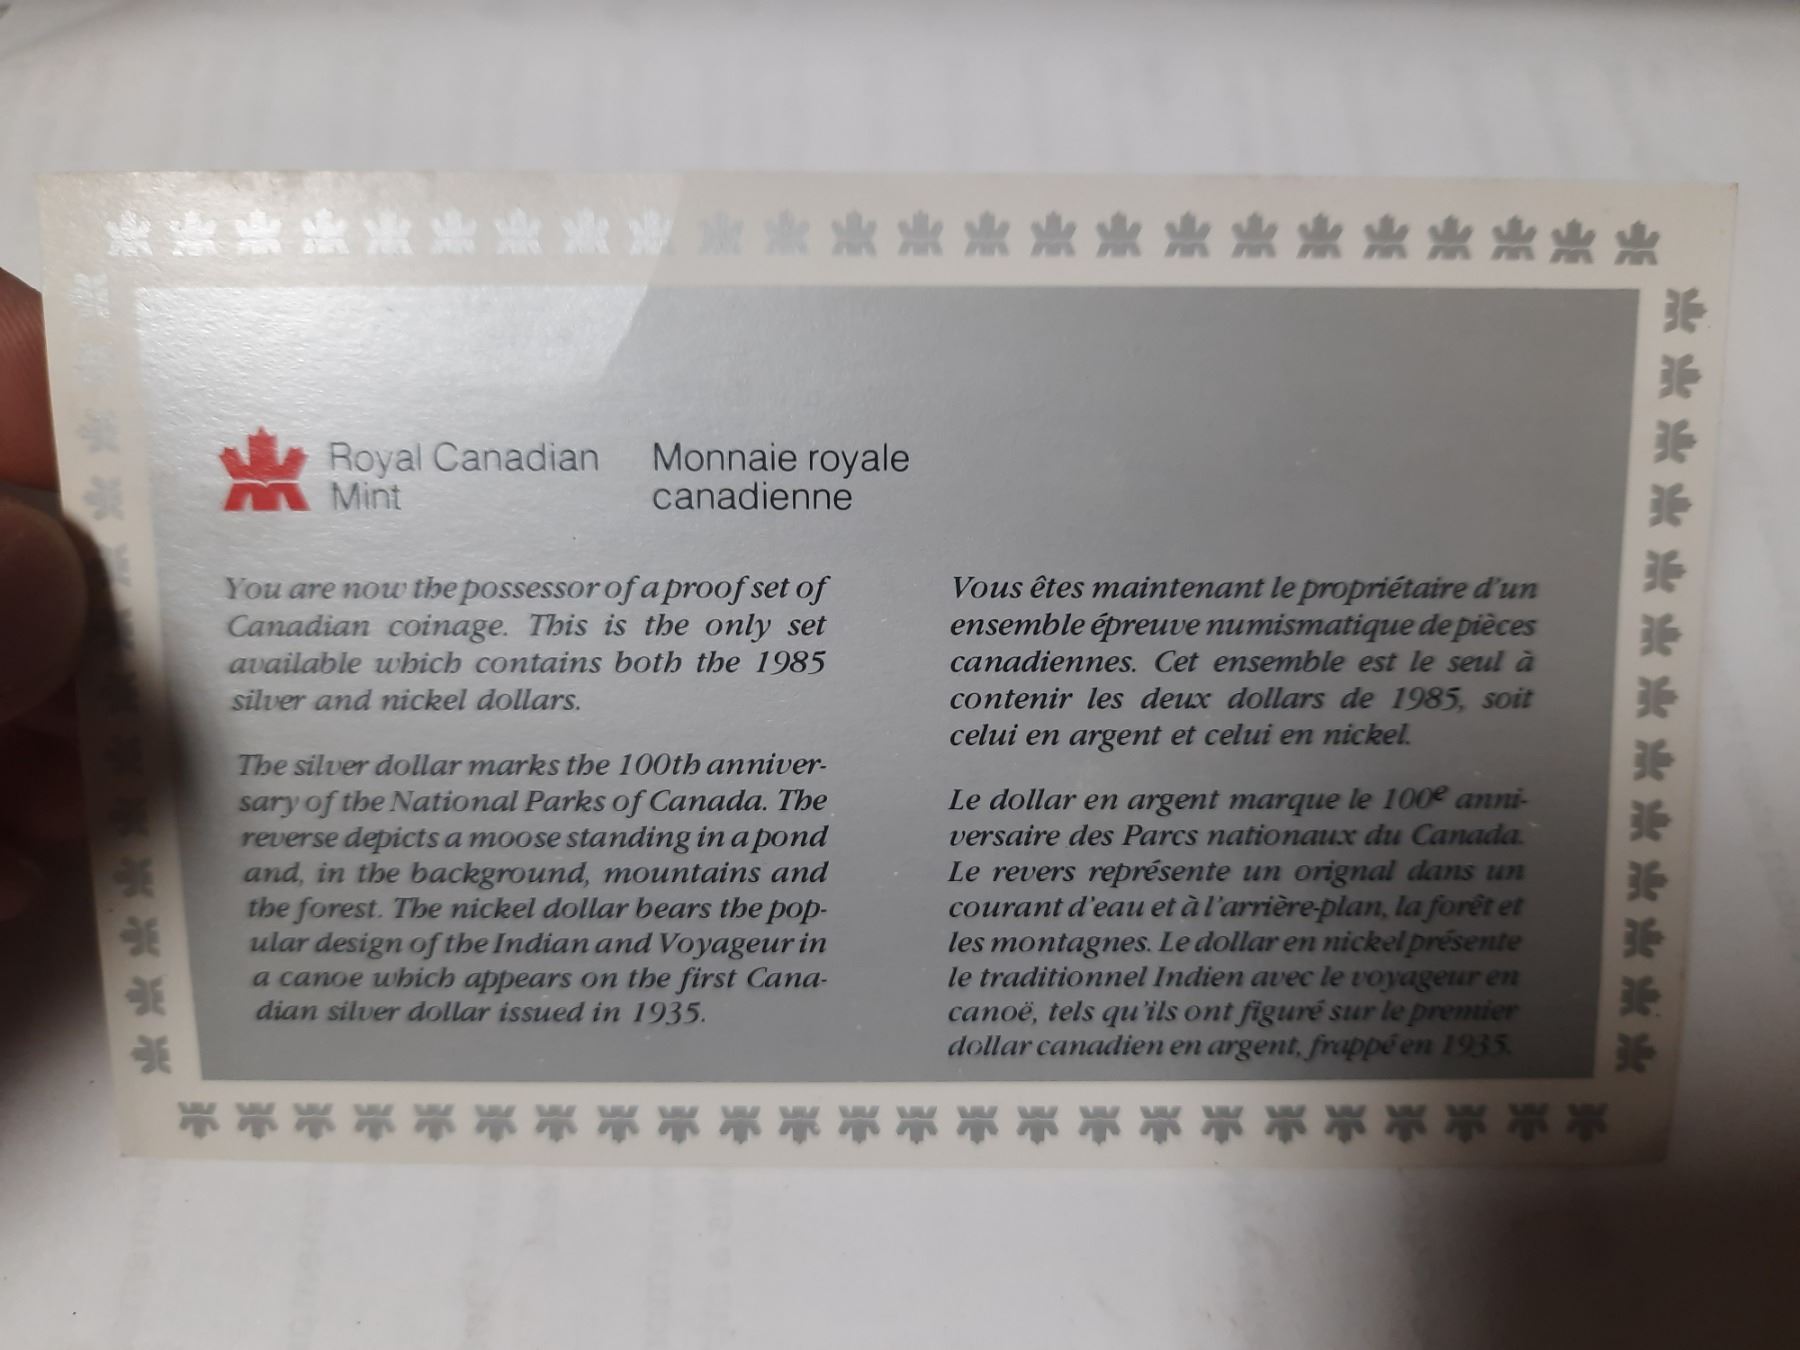 Royal Canadian
Mint
Monnaie royale
canadienne
You are now the possessor of a proof set of
Canadian coinage. This is the only set
available which contains both the 1985
silver and nickel dollars.
The silver dollar marks the 100th anniver-
sary of the National Parks of Canada. The
reverse depicts a moose standing in a pond
and, in the background, mountains and
the forest. The nickel dollar bears the pop-
ular design of the Indian and Voyageur in
a canoe which appears on the first Cana-
dian silver dollar issued in 1935.
Vous êtes maintenant le propriétaire d'un
ensemble épreuve numismatique de pièces
canadiennes. Cet ensemble est le seul à
contenir les deux dollars de 1985, soit
celui en argent et celui en nickel.
Le dollar en argent marque le 100e anni-
versaire des Parcs nationaux du Canada.
Le revers représente un orignal dans un
courant d'eau et à l'arrière-plan, la forêt et
les montagnes. Le dollar en nickel présente
le traditionnel Indien avec le voyageur en
canoë, tels qu'ils ont figuré sur le premier
dollar canadien en argent, frappé en 1935.